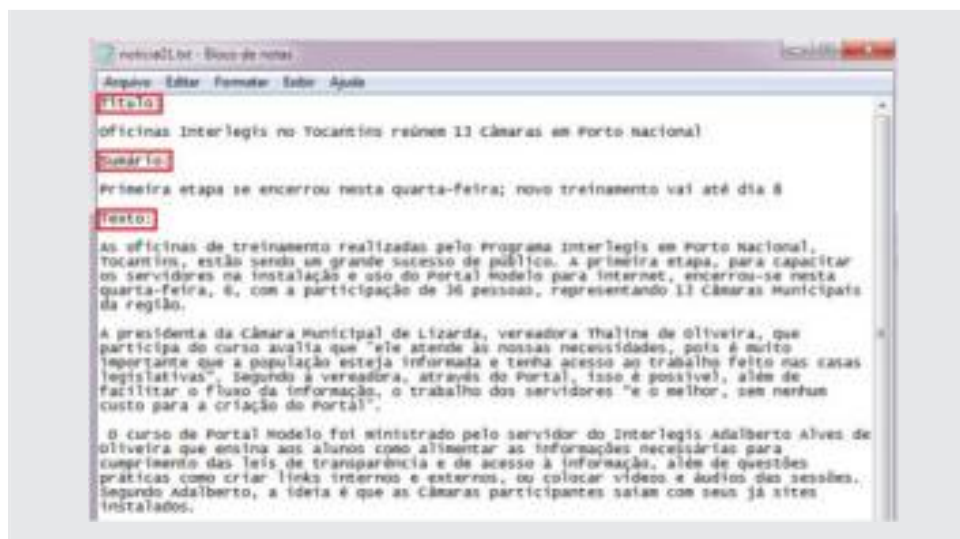 noticia01.txt - Bloco de notas
Arquivo Editar Formatar Exibir Ajuda
Título:
Oficinas Interlegis no Tocantins reúnem 13 Câmaras em Porto Nacional
Sumário:
Primeira etapa se encerrou nesta quarta-feira; novo treinamento vai até dia 8
Texto:
As oficinas de treinamento realizadas pelo Programa Interlegis em Porto Nacional,
Tocantins, estão sendo um grande sucesso de público. A primeira etapa, para capacitar
os servidores na instalação e uso do Portal Modelo para internet, encerrou-se nesta
quarta-feira, 6, com a participação de 36 pessoas, representando 13 Câmaras Municipais
da região.
A presidenta da Câmara Municipal de Lizarda, vereadora Thaline de Oliveira, que
participa do curso avalia que "ele atende às nossas necessidades, pois é muito
importante que a população esteja informada e tenha acesso ao trabalho feito nas casas
legislativas". Segundo a vereadora, através do Portal, isso é possível, além de
facilitar o fluxo da informação, o trabalho dos servidores "e o melhor, sem nenhum
custo para a criação do Portal".
O curso de Portal Modelo foi ministrado pelo servidor do Interlegis Adalberto Alves de
Oliveira que ensina aos alunos como alimentar as informações necessárias para
cumprimento das leis de transparência e de acesso à informação, além de questões
práticas como criar links internos e externos, ou colocar vídeos e áudios das sessões.
Segundo Adalberto, a ideia é que as Câmaras participantes saiam com seus já sites
instalados.